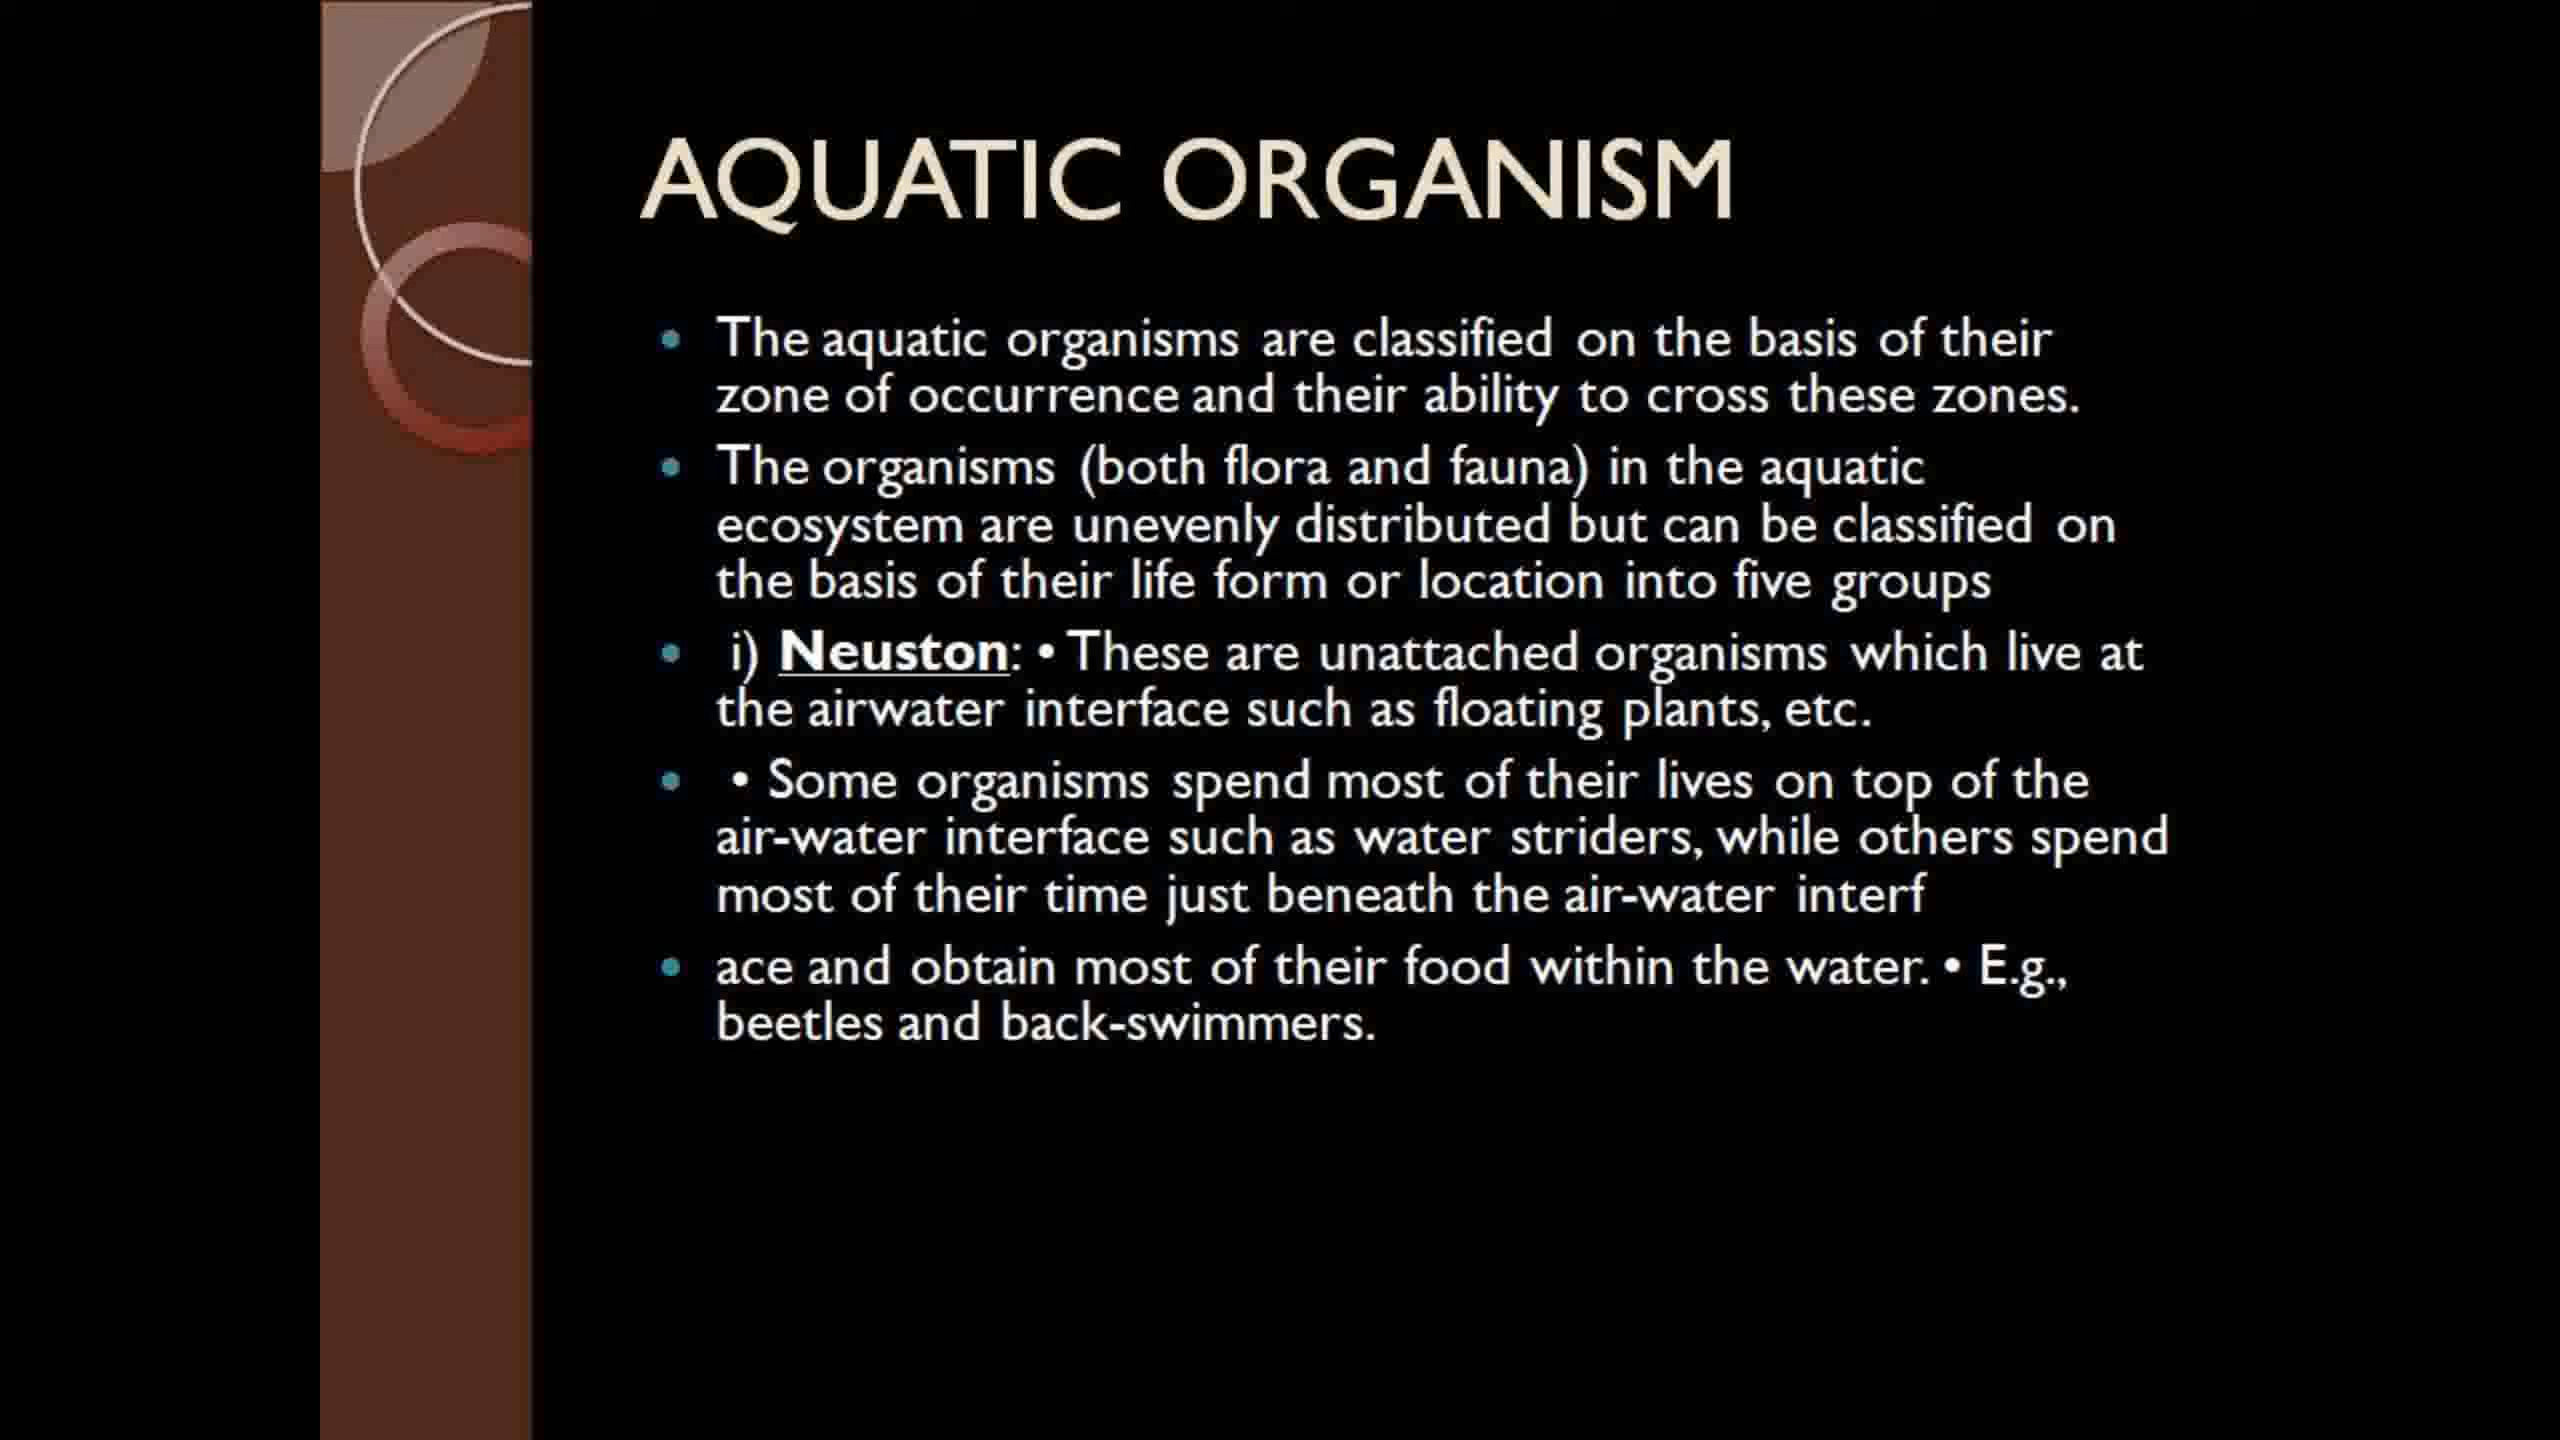 AQUATIC ORGANISM
• The aquatic organisms are classified on the basis of their
zone of occurrence and their ability to cross these zones.
• The organisms (both flora and fauna) in the aquatic
ecosystem are unevenly distributed but can be classified on
the basis of their life form or location into five groups
• i) Neuston: • These are unattached organisms which live at
the airwater interface such as floating plants, etc.
• • Some organisms spend most of their lives on top of the
air-water interface such as water striders, while others spend
most of their time just beneath the air-water interf
• ace and obtain most of their food within the water. • E.g.,
beetles and back-swimmers.